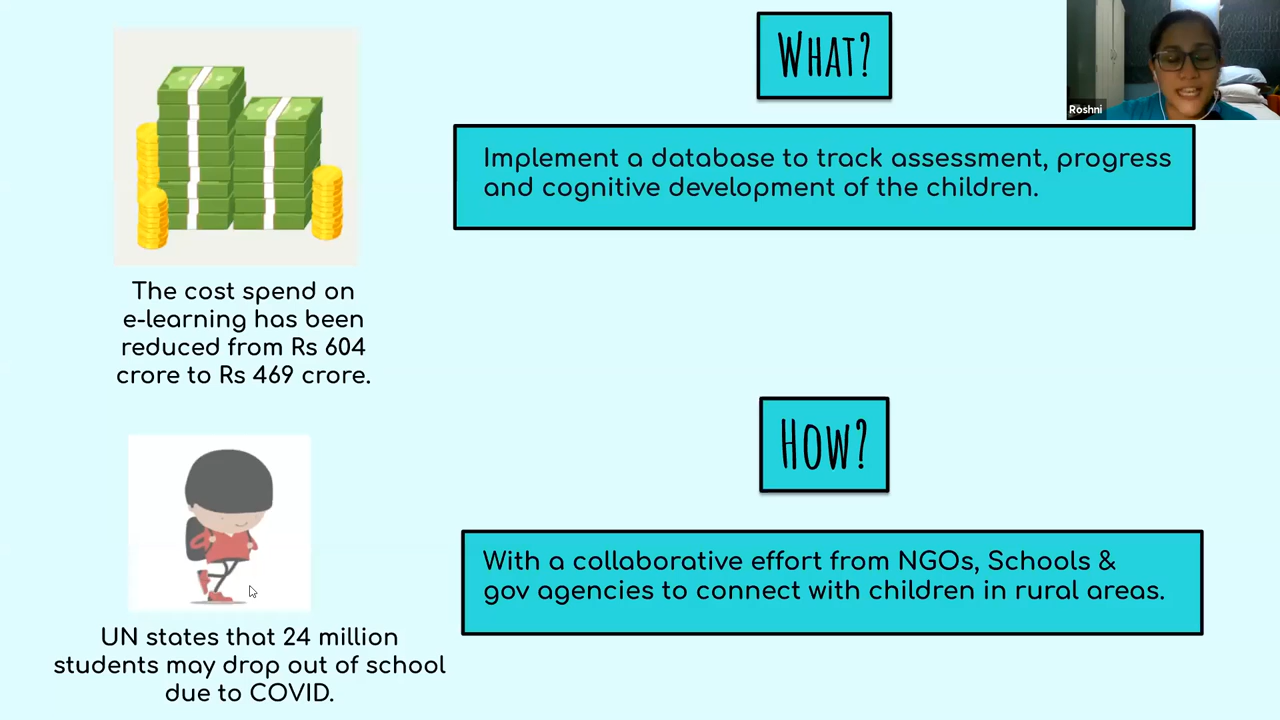 WHAT?
Roshni
Implement a database to track assessment, progress
and cognitive development of the children.
The cost spend on
e-learning has been
reduced from Rs 604
crore to Rs 469 crore.
HOW?
With a collaborative effort from NGOs, Schools &
gov agencies to connect with children in rural areas.
UN states that 24 million
students may drop out of school
due to COVID.